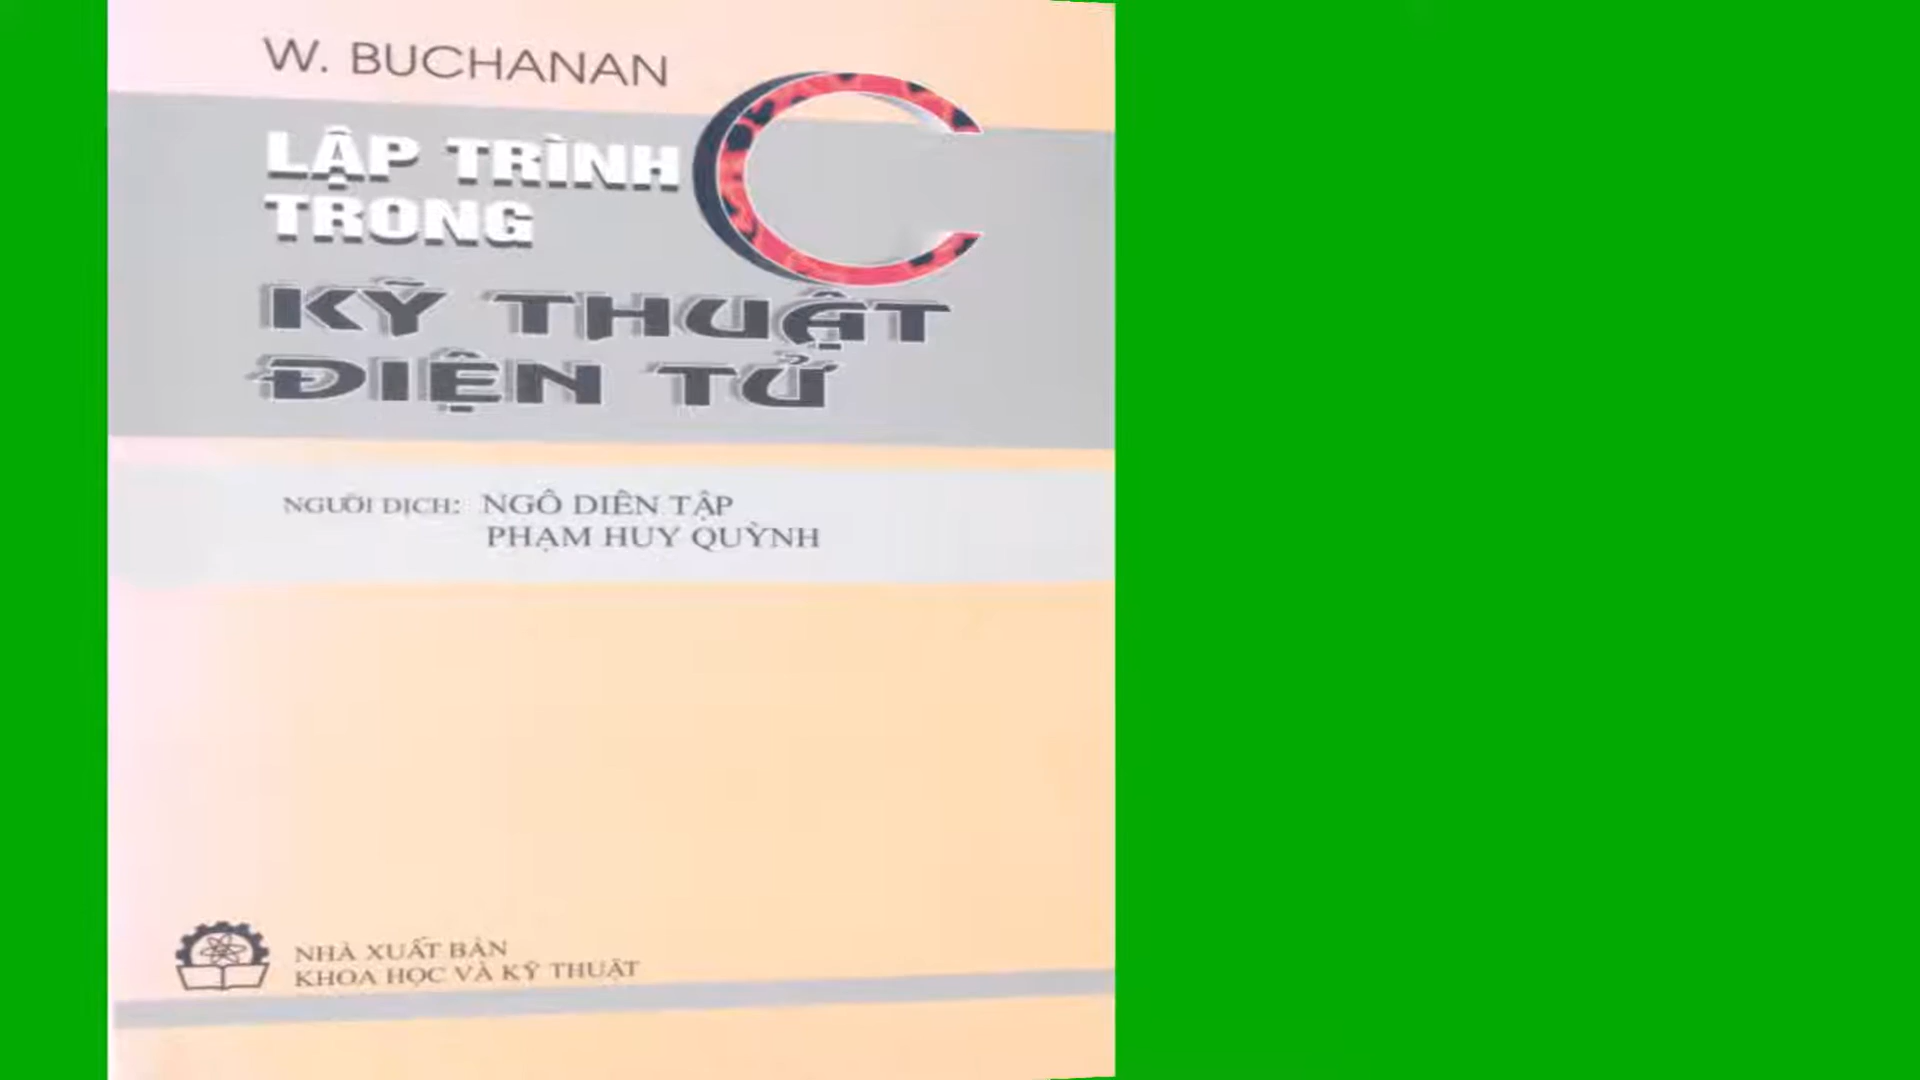 W. BUCHANAN
LẬP TRÌNH C
TRONG
KỸ THUẬT
ĐIỆN TỬ
NGƯỜI DỊCH: NGÔ DIÊN TẬP
PHẠM HUY QUỲNH
NHÀ XUẤT BẢN
KHOA HỌC VÀ KỸ THUẬT